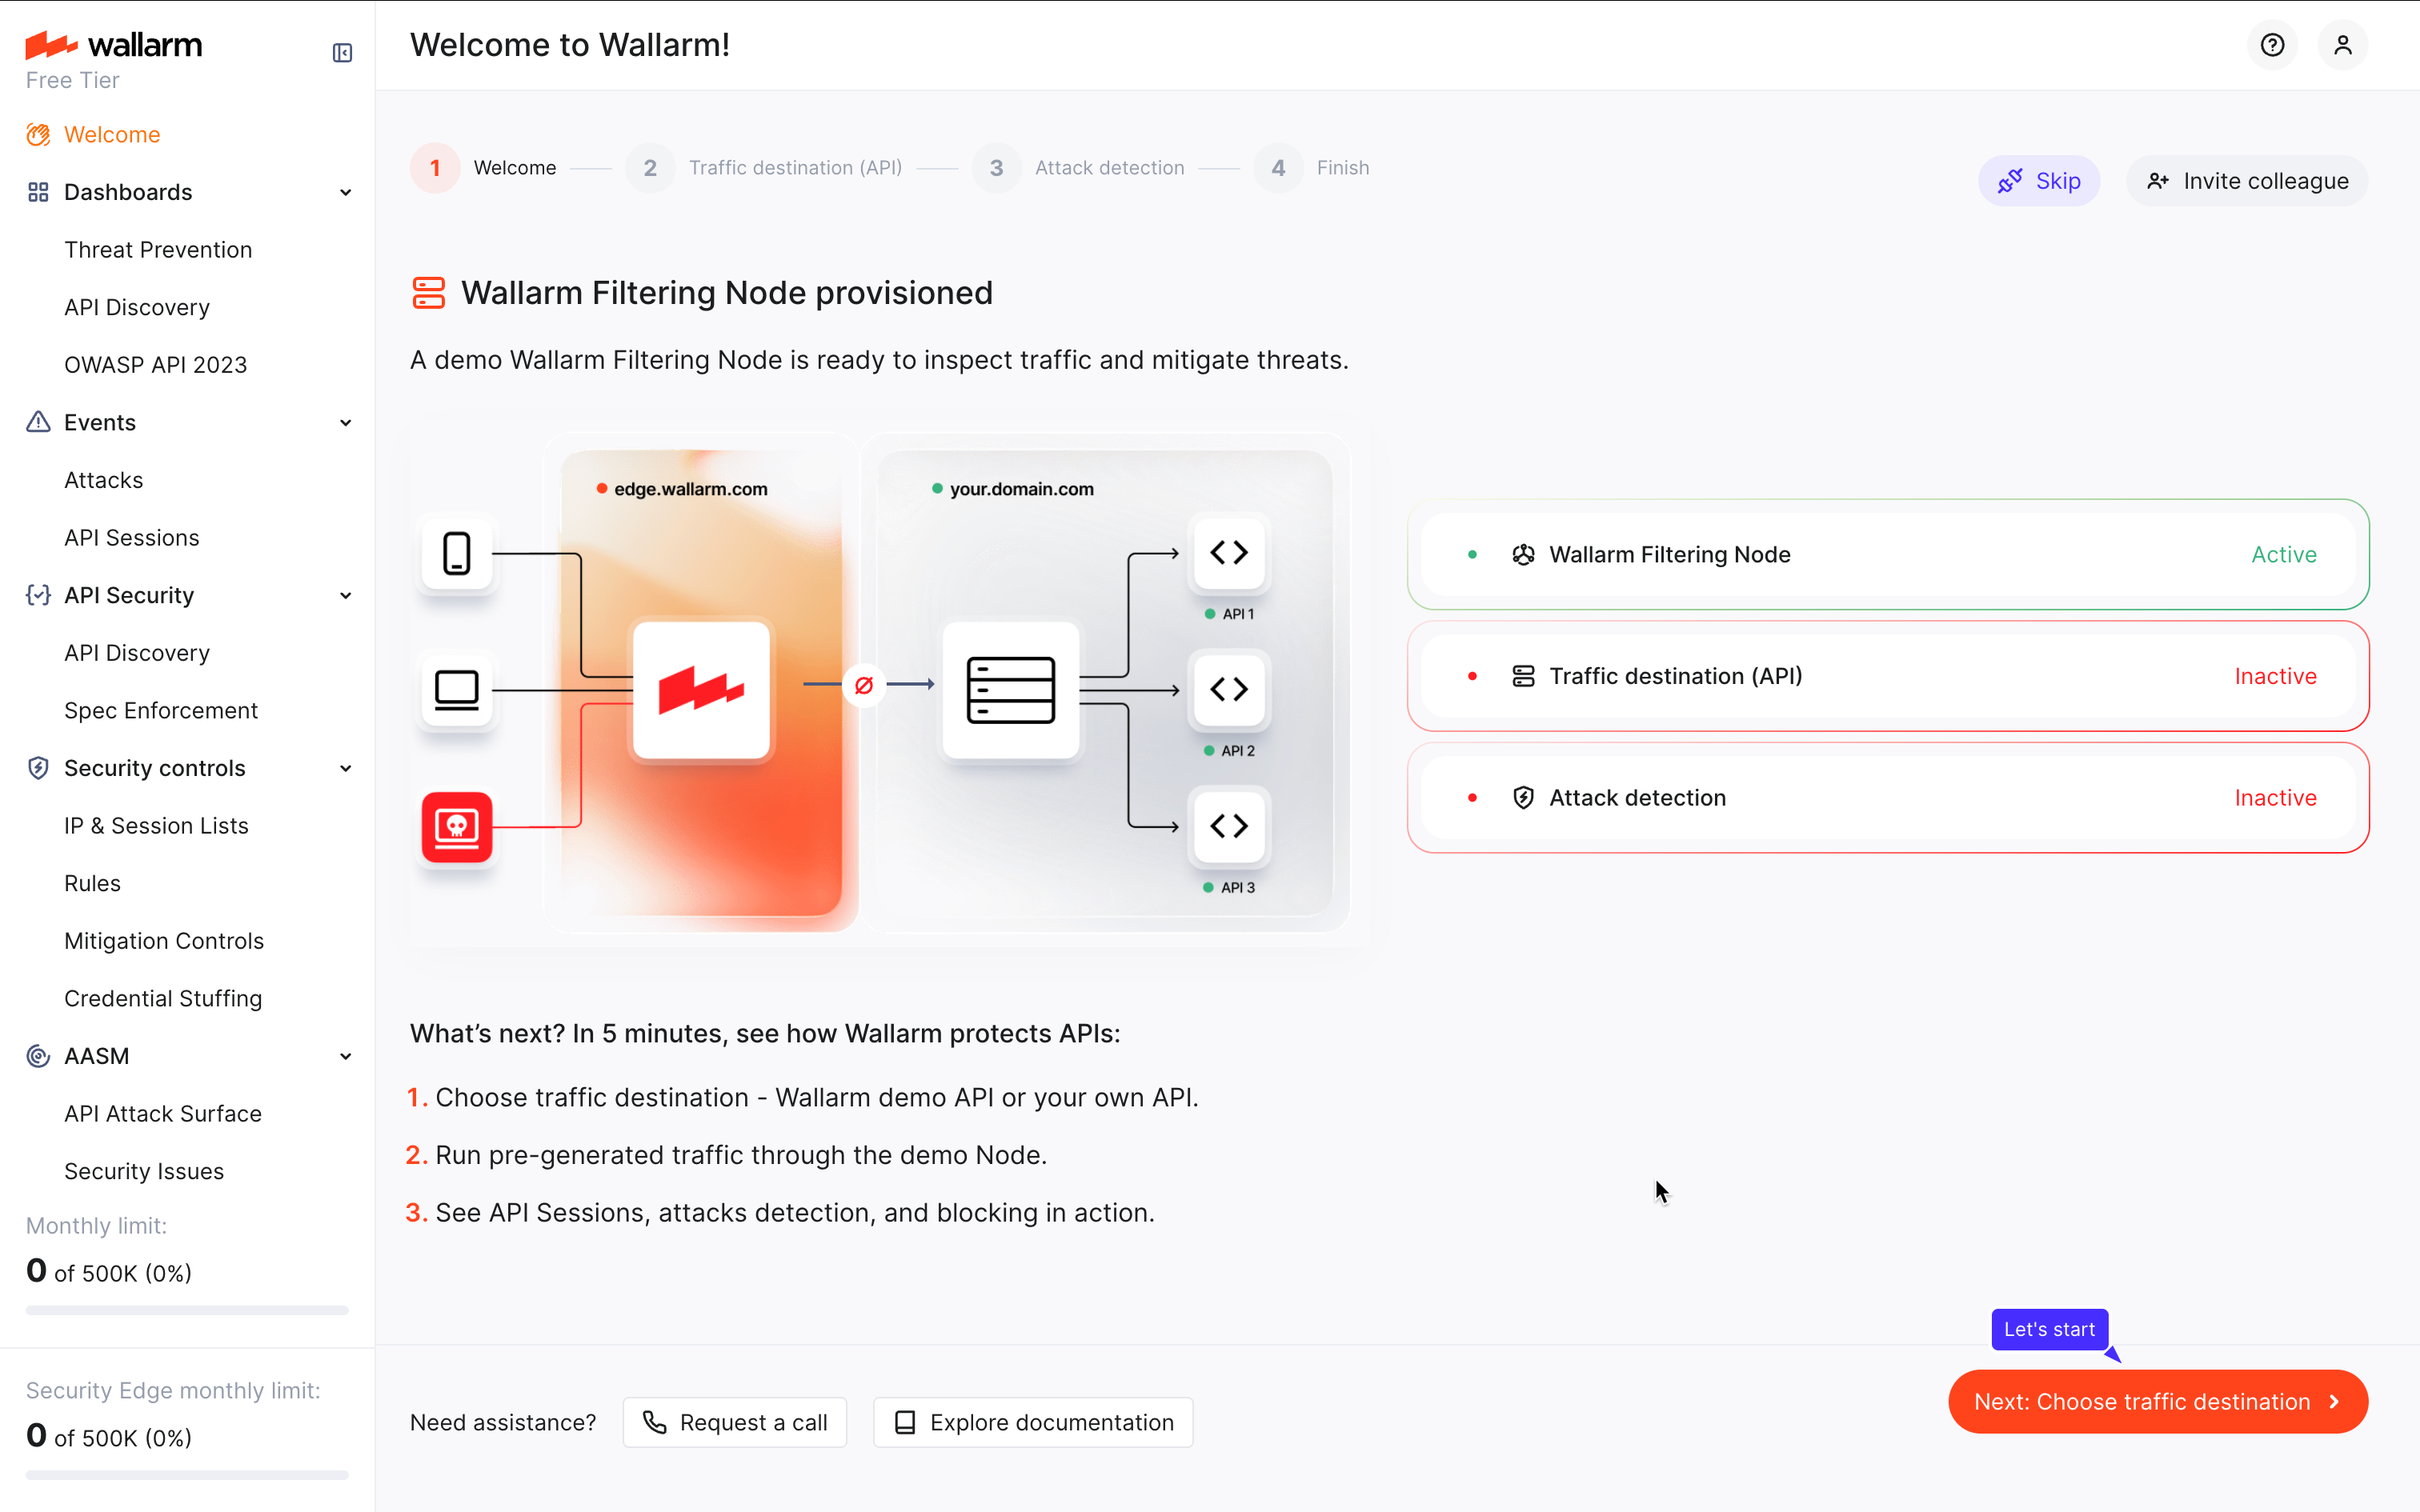 wallarm
Free Tier
Welcome
Dashboards
Threat Prevention
API Discovery
OWASP API 2023
Events
Attacks
API Sessions
API Security
API Discovery
Spec Enforcement
Security controls
IP & Session Lists
Rules
Mitigation Controls
Credential Stuffing
AASM
API Attack Surface
Security Issues
Monthly limit:
0 of 500K (0%)
Security Edge monthly limit:
0 of 500K (0%)
Welcome to Wallarm!
1 Welcome 2 Traffic destination (API) 3 Attack detection 4 Finish
Skip
Invite colleague
Wallarm Filtering Node provisioned
A demo Wallarm Filtering Node is ready to inspect traffic and mitigate threats.
edge.wallarm.com
your.domain.com
API 1
API 2
API 3
Wallarm Filtering Node Active
Traffic destination (API) Inactive
Attack detection Inactive
What’s next? In 5 minutes, see how Wallarm protects APIs:
1. Choose traffic destination - Wallarm demo API or your own API.
2. Run pre-generated traffic through the demo Node.
3. See API Sessions, attacks detection, and blocking in action.
Need assistance?
Request a call
Explore documentation
Let's start
Next: Choose traffic destination